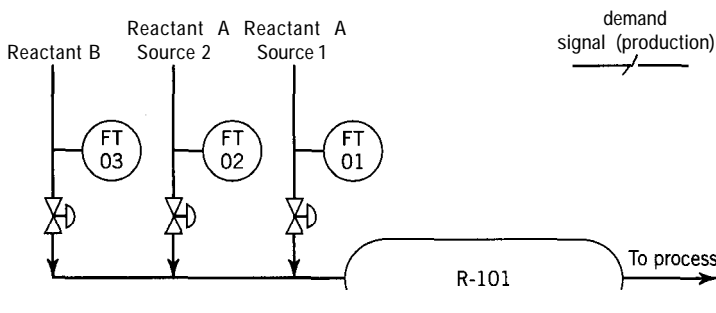 Reactant B
Reactant A
Source 2
Reactant A
Source 1
demand
signal (production)
FT
03
FT
02
FT
01
To process
R-101